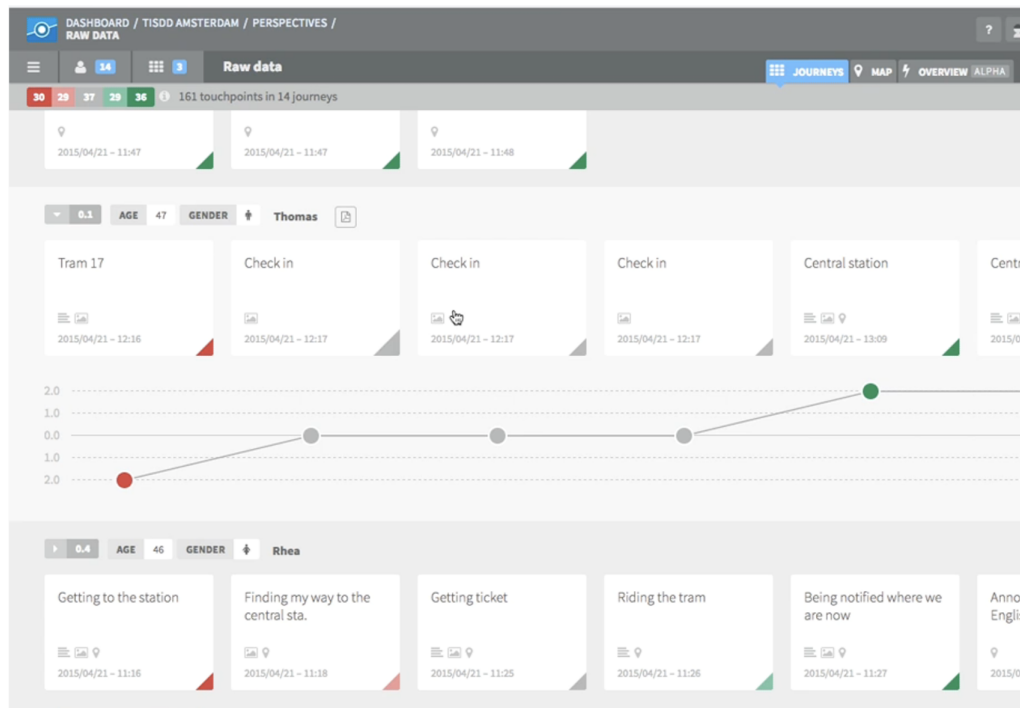 DASHBOARD / TISDD AMSTERDAM / PERSPECTIVES /
RAW DATA
?
14
3
Raw data
JOURNEYS
MAP
OVERVIEW ALPHA
30 29 37 29 36 161 touchpoints in 14 journeys
2015/04/21 – 11:47
2015/04/21 – 11:47
2015/04/21 – 11:48
0.1 AGE 47 GENDER Thomas
Tram 17
2015/04/21 – 12:16
Check in
2015/04/21 – 12:17
Check in
2015/04/21 – 12:17
Check in
2015/04/21 – 12:17
Central station
2015/04/21 – 13:09
Centr
2015/0
2.0
1.0
0.0
1.0
2.0
0.4 AGE 46 GENDER Rhea
Getting to the station
2015/04/21 – 11:16
Finding my way to the
central sta.
2015/04/21 – 11:18
Getting ticket
2015/04/21 – 11:25
Riding the tram
2015/04/21 – 11:26
Being notified where we
are now
2015/04/21 – 11:27
Anno
Engli
2015/0